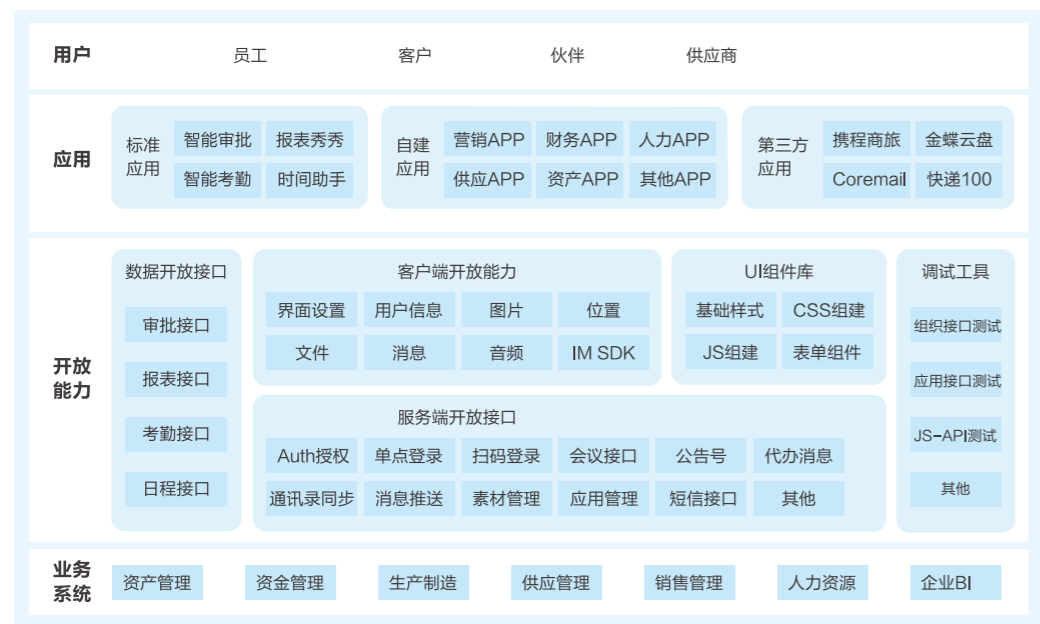 用户
员工 客户 伙伴 供应商
应用
标准
应用
智能审批 报表秀秀
智能考勤 时间助手
自建
应用
营销APP 财务APP 人力APP
供应APP 资产APP 其他APP
第三方
应用
携程商旅 金蝶云盘
Coremail 快递100
开放
能力
数据开放接口
审批接口
报表接口
考勤接口
日程接口
客户端开放能力
界面设置 用户信息 图片 位置
文件 消息 音频 IM SDK
UI组件库
基础样式 CSS组建
JS组建 表单组件
服务端开放接口
Auth授权 单点登录 扫码登录 会议接口 公告号 代办消息
通讯录同步 消息推送 素材管理 应用管理 短信接口 其他
调试工具
组织接口测试
应用接口测试
JS-API测试
其他
业务
系统
资产管理 资金管理 生产制造 供应管理 销售管理 人力资源 企业BI